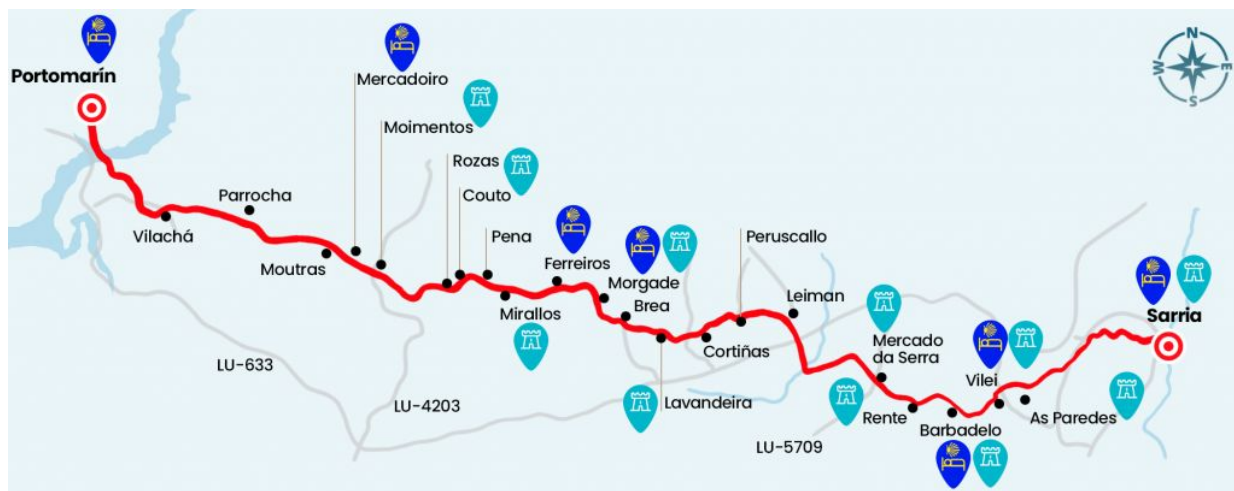 N
W
E
S
Portomarín
Mercadoiro
Moimentos
Rozas
Couto
Parrocha
Vilachá
Pena
Peruscallo
Moutras
Ferreiros
Morgade
Brea
Mirallos
Leiman
Sarria
Cortiñas
Mercado
da Serra
Vilei
LU-633
LU-4203
Lavandeira
Rente
Barbadelo
As Paredes
LU-5709